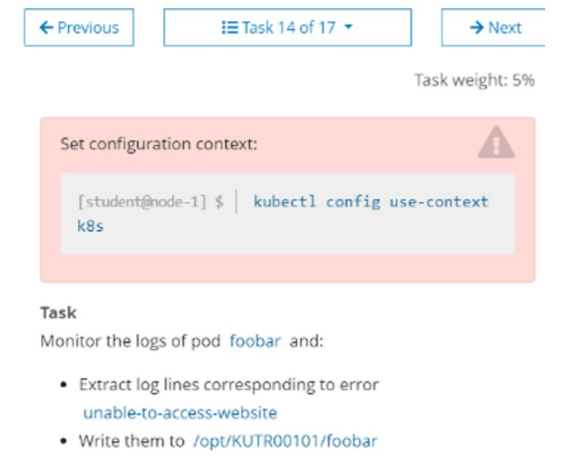 ← Previous
Task 14 of 17
→ Next
Task weight: 5%
Set configuration context:
[student@node-1] $ | kubectl config use-context
k8s
Task
Monitor the logs of pod foobar and:
• Extract log lines corresponding to error
unable-to-access-website
• Write them to /opt/KUTR00101/foobar